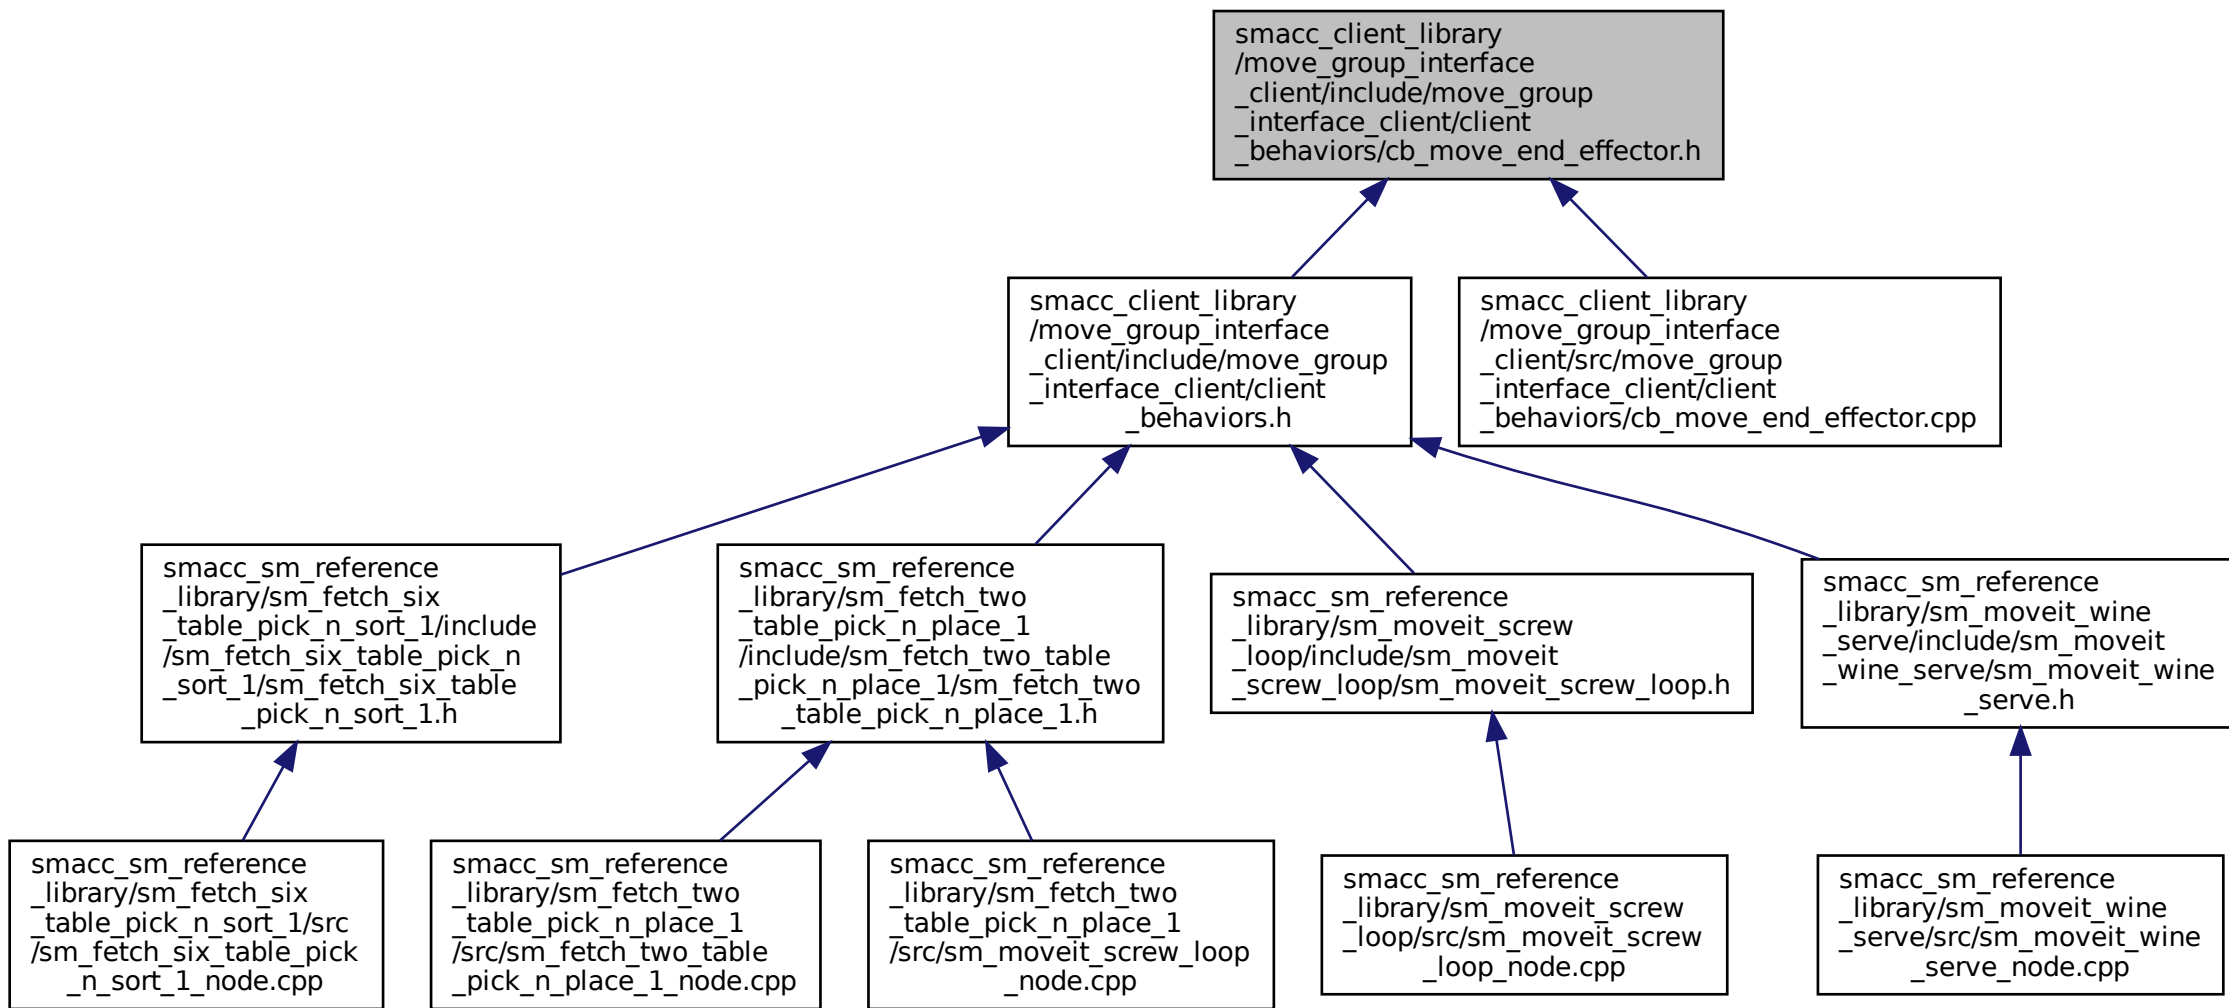 smacc_client_library
/move_group_interface
_client/include/move_group
_interface_client/client
_behaviors/cb_move_end_effector.h
smacc_client_library
/move_group_interface
_client/include/move_group
_interface_client/client
_behaviors.h
smacc_client_library
/move_group_interface
_client/src/move_group
_interface_client/client
_behaviors/cb_move_end_effector.cpp
smacc_sm_reference
_library/sm_fetch_six
_table_pick_n_sort_1/include
/sm_fetch_six_table_pick_n
_sort_1/sm_fetch_six_table
_pick_n_sort_1.h
smacc_sm_reference
_library/sm_fetch_two
_table_pick_n_place_1
/include/sm_fetch_two_table
_pick_n_place_1/sm_fetch_two
_table_pick_n_place_1.h
smacc_sm_reference
_library/sm_moveit_screw
_loop/include/sm_moveit
_screw_loop/sm_moveit_screw_loop.h
smacc_sm_reference
_library/sm_moveit_wine
_serve/include/sm_moveit
_wine_serve/sm_moveit_wine
_serve.h
smacc_sm_reference
_library/sm_fetch_six
_table_pick_n_sort_1/src
/sm_fetch_six_table_pick
_n_sort_1_node.cpp
smacc_sm_reference
_library/sm_fetch_two
_table_pick_n_place_1
/src/sm_fetch_two_table
_pick_n_place_1_node.cpp
smacc_sm_reference
_library/sm_fetch_two
_table_pick_n_place_1
/src/sm_moveit_screw_loop
_node.cpp
smacc_sm_reference
_library/sm_moveit_screw
_loop/src/sm_moveit_screw
_loop_node.cpp
smacc_sm_reference
_library/sm_moveit_wine
_serve/src/sm_moveit_wine
_serve_node.cpp